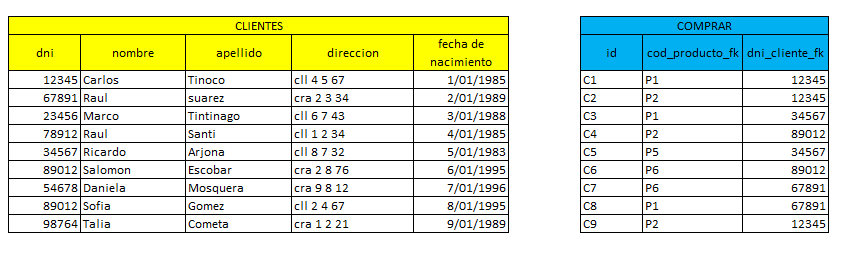 CLIENTES
dni nombre apellido direccion fecha de nacimiento
12345 Carlos Tinoco cll 4 5 67 1/01/1985
67891 Raul suarez cra 2 3 34 2/01/1989
23456 Marco Tintinago cll 6 7 43 3/01/1988
78912 Raul Santi cll 1 2 34 4/01/1985
34567 Ricardo Arjona cll 8 7 32 5/01/1983
89012 Salomon Escobar cra 2 8 76 6/01/1995
54678 Daniela Mosquera cra 9 8 12 7/01/1996
89012 Sofia Gomez cll 2 4 67 8/01/1995
98764 Talia Cometa cra 1 2 21 9/01/1989
COMPRAR
id cod_producto_fk dni_cliente_fk
C1 P1 12345
C2 P2 12345
C3 P1 34567
C4 P2 89012
C5 P5 34567
C6 P6 89012
C7 P6 67891
C8 P1 67891
C9 P2 12345